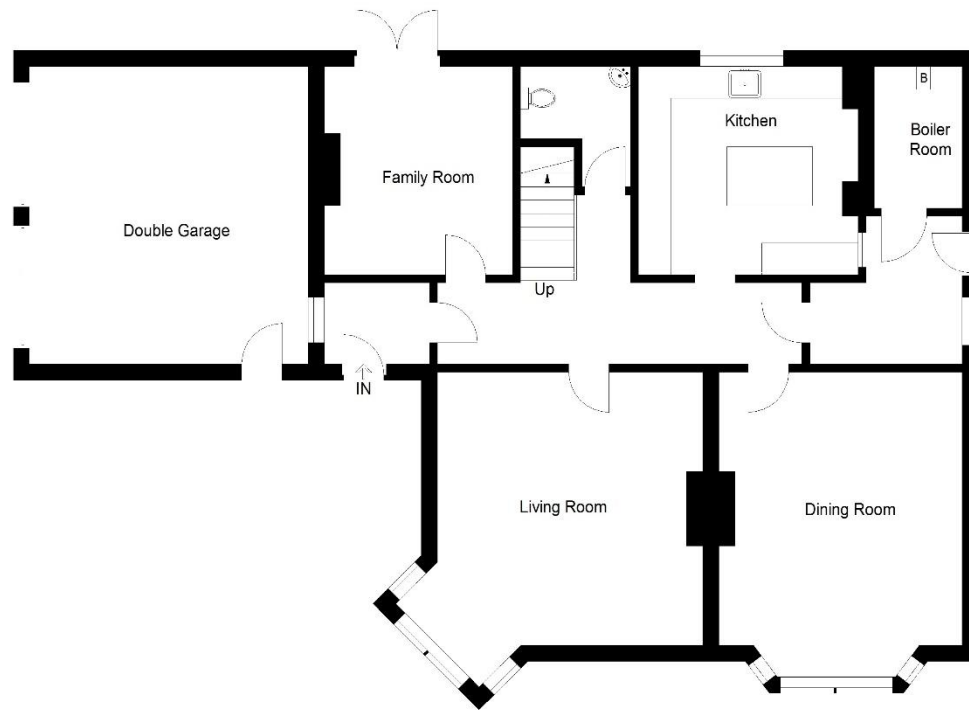 B
Kitchen
Boiler
Room
Family Room
Double Garage
Up
IN
Living Room
Dining Room